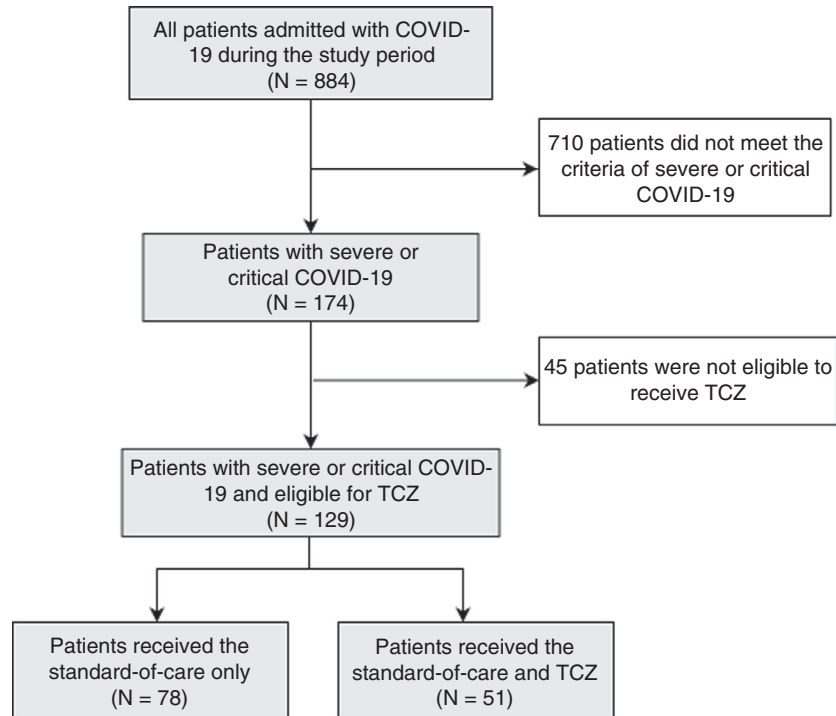 All patients admitted with COVID-
19 during the study period
(N = 884)
710 patients did not meet the
criteria of severe or critical
COVID-19
Patients with severe or
critical COVID-19
(N = 174)
45 patients were not eligible to
receive TCZ
Patients with severe or critical COVID-
19 and eligible for TCZ
(N = 129)
Patients received the
standard-of-care only
(N = 78)
Patients received the
standard-of-care and TCZ
(N = 51)